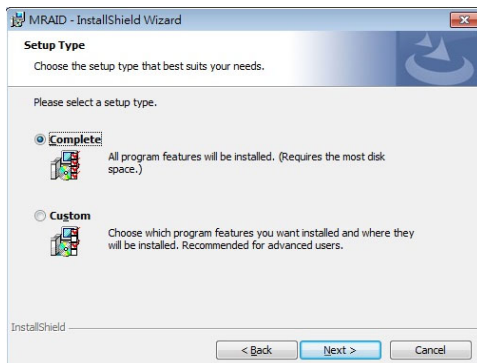 MRAID - InstallShield Wizard
Setup Type
Choose the setup type that best suits your needs.
Please select a setup type.
Complete
All program features will be installed. (Requires the most disk
space.)
Custom
Choose which program features you want installed and where they
will be installed. Recommended for advanced users.
InstallShield
< Back Next > Cancel